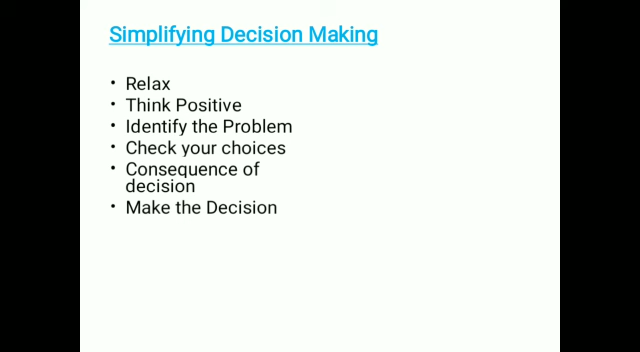 Simplifying Decision Making
• Relax
• Think Positive
• Identify the Problem
• Check your choices
• Consequence of
decision
• Make the Decision